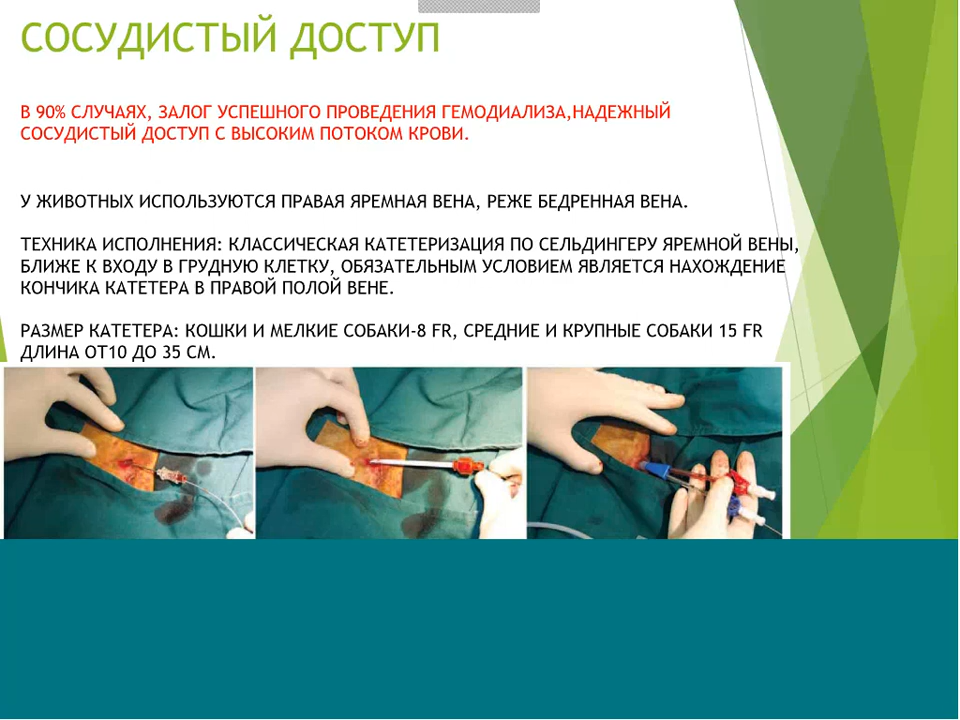 СОСУДИСТЫЙ ДОСТУП
В 90% СЛУЧАЯХ, ЗАЛОГ УСПЕШНОГО ПРОВЕДЕНИЯ ГЕМОДИАЛИЗА,НАДЕЖНЫЙ
СОСУДИСТЫЙ ДОСТУП С ВЫСОКИМ ПОТОКОМ КРОВИ.
У ЖИВОТНЫХ ИСПОЛЬЗУЮТСЯ ПРАВАЯ ЯРЕМНАЯ ВЕНА, РЕЖЕ БЕДРЕННАЯ ВЕНА.
ТЕХНИКА ИСПОЛНЕНИЯ: КЛАССИЧЕСКАЯ КАТЕТЕРИЗАЦИЯ ПО СЕЛЬДИНГЕРУ ЯРЕМНОЙ ВЕНЫ,
БЛИЖЕ К ВХОДУ В ГРУДНУЮ КЛЕТКУ, ОБЯЗАТЕЛЬНЫМ УСЛОВИЕМ ЯВЛЯЕТСЯ НАХОЖДЕНИЕ
КОНЧИКА КАТЕТЕРА В ПРАВОЙ ПОЛОЙ ВЕНЕ.
РАЗМЕР КАТЕТЕРА: КОШКИ И МЕЛКИЕ СОБАКИ-8 FR, СРЕДНИЕ И КРУПНЫЕ СОБАКИ 15 FR
ДЛИНА ОТ10 ДО 35 СМ.